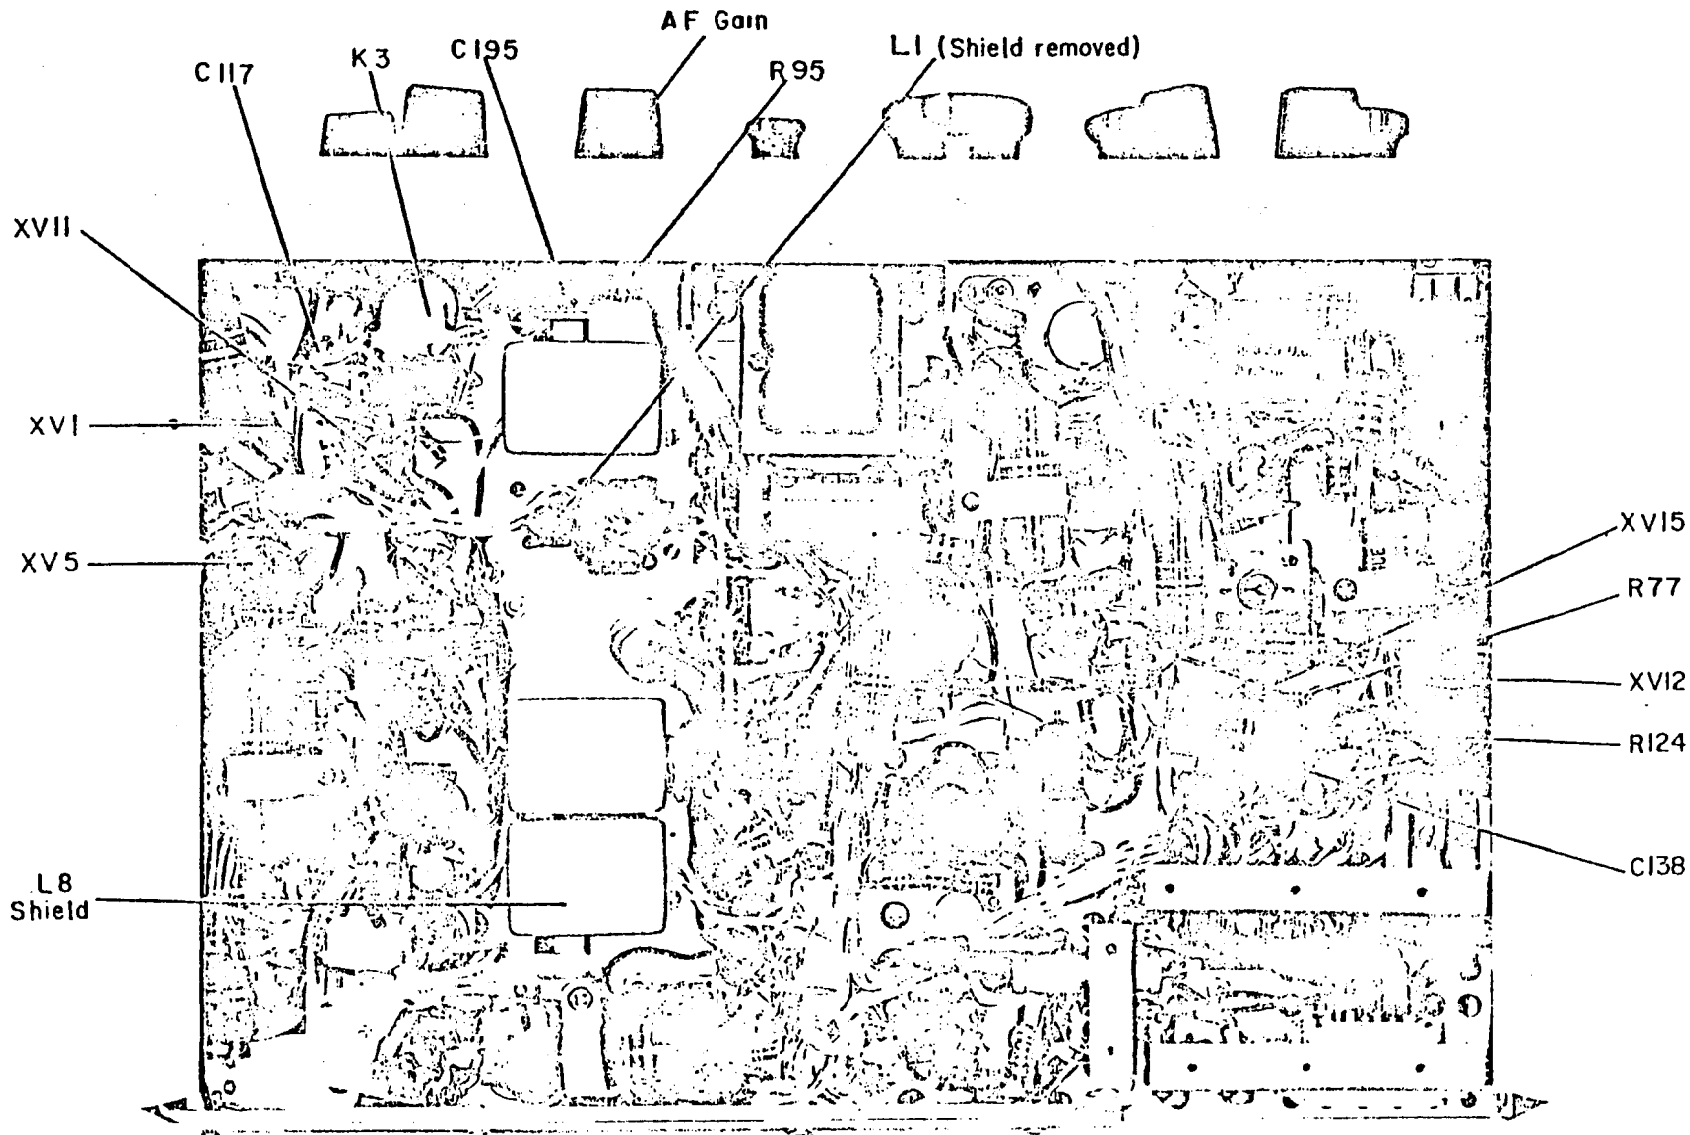 AF Gain
C195
L1 (Shield removed)
K3
R95
C117
XV11
XV1
XV15
XV5
R77
XV12
R124
C138
L8
Shield